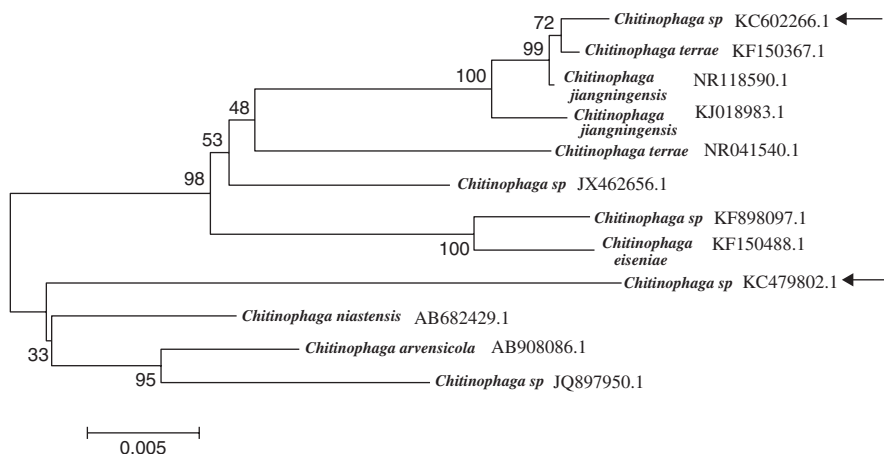 72 Chitinophaga sp KC602266.1
99 Chitinophaga terrae KF150367.1
100 Chitinophaga jiangningensis NR118590.1
Chitinophaga jiangningensis KJ018983.1
48
Chitinophaga terrae NR041540.1
53
98 Chitinophaga sp JX462656.1
Chitinophaga sp KF898097.1
100 Chitinophaga eiseniae KF150488.1
Chitinophaga sp KC479802.1
Chitinophaga niastensis AB682429.1
33 Chitinophaga arvensicola AB908086.1
95 Chitinophaga sp JQ897950.1
0.005